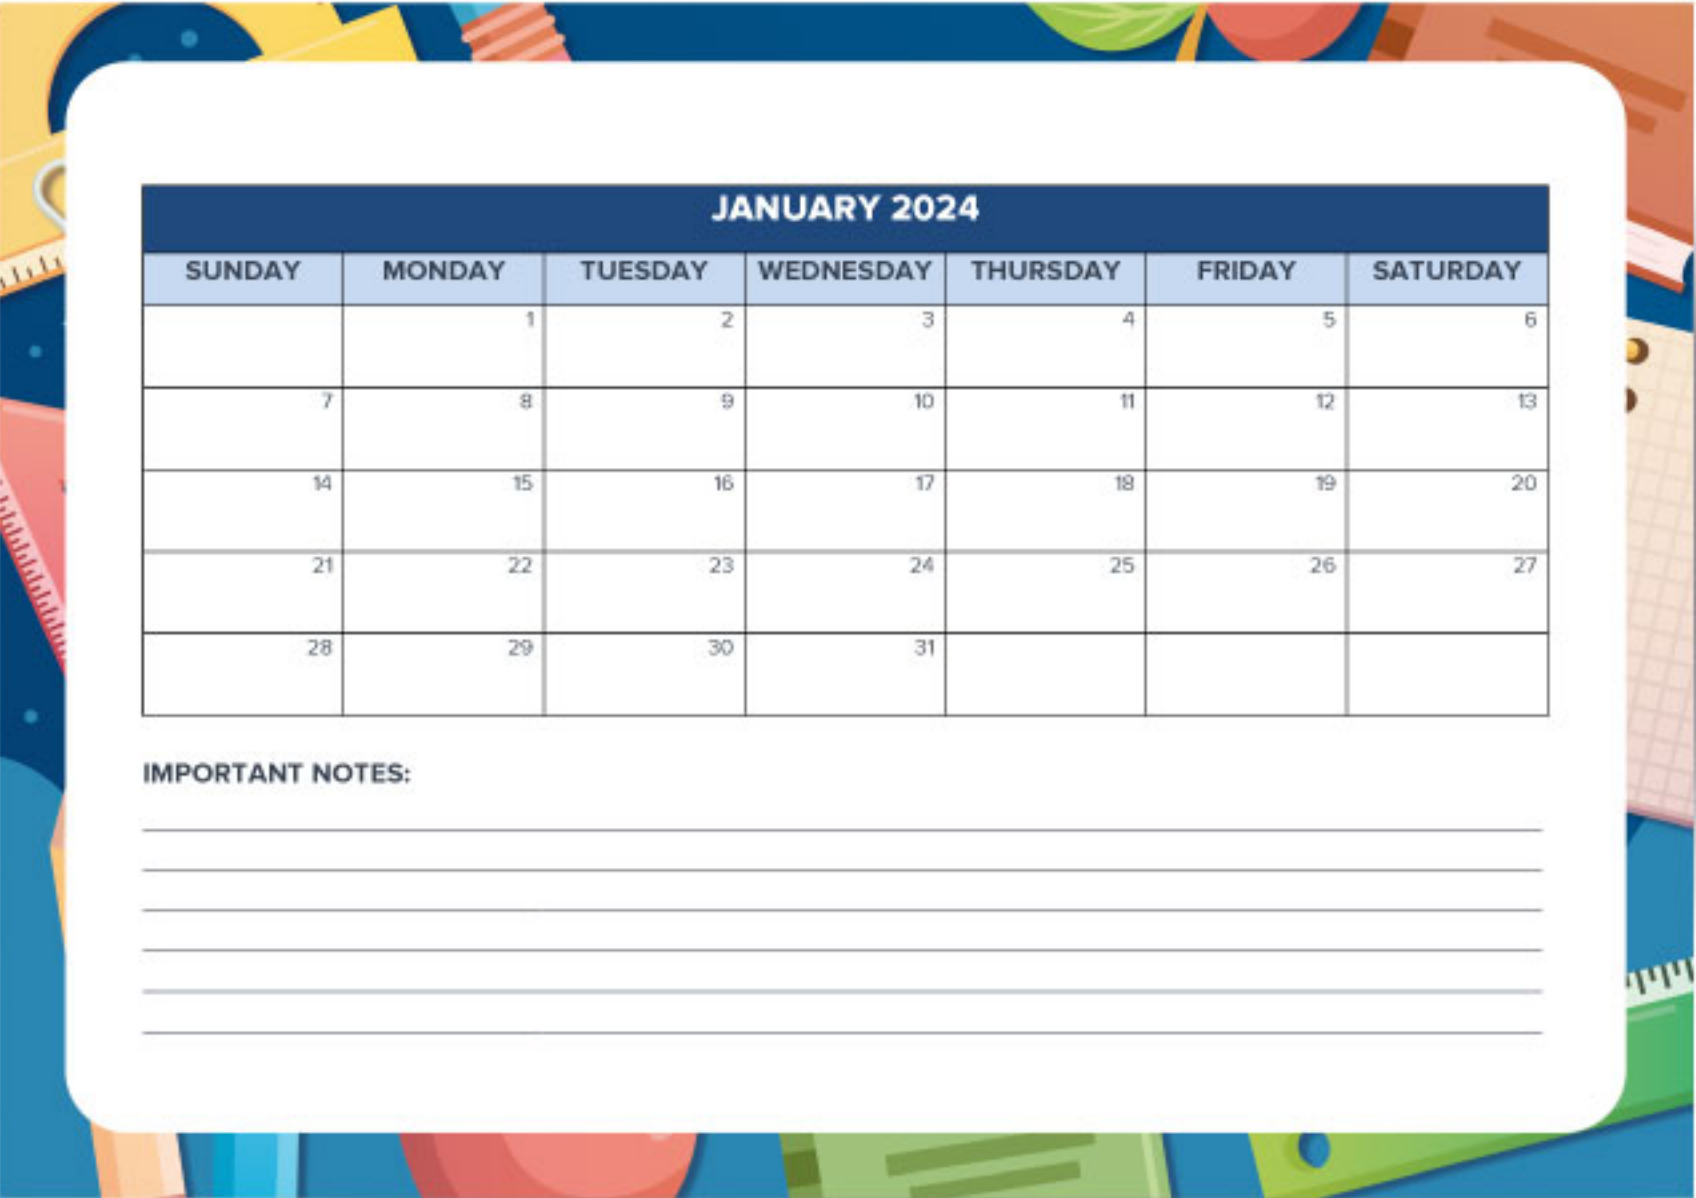 JANUARY 2024
SUNDAY MONDAY TUESDAY WEDNESDAY THURSDAY FRIDAY SATURDAY
1 2 3 4 5 6
7 8 9 10 11 12 13
14 15 16 17 18 19 20
21 22 23 24 25 26 27
28 29 30 31
IMPORTANT NOTES: